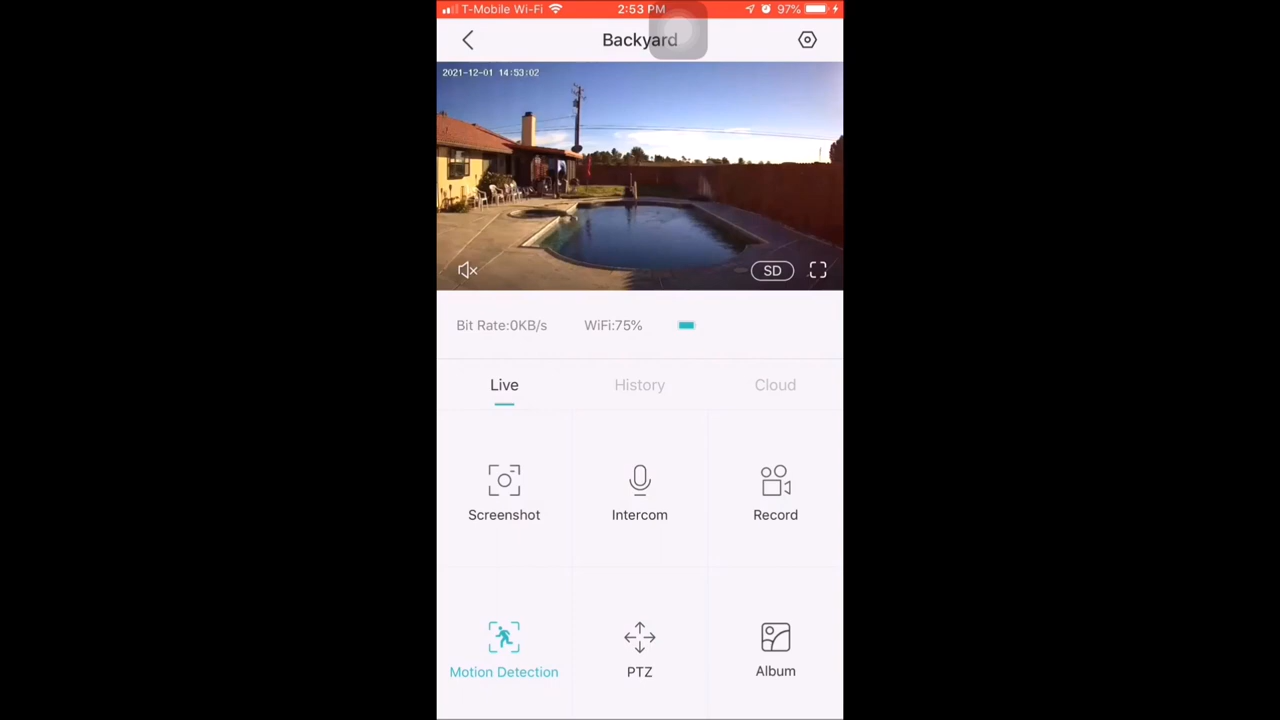 T-Mobile Wi-Fi 2:53 PM 97%
Backyard
2021-12-01 14:53:02
SD
Bit Rate:0KB/s WiFi:75%
Live History Cloud
Screenshot Intercom Record
Motion Detection PTZ Album